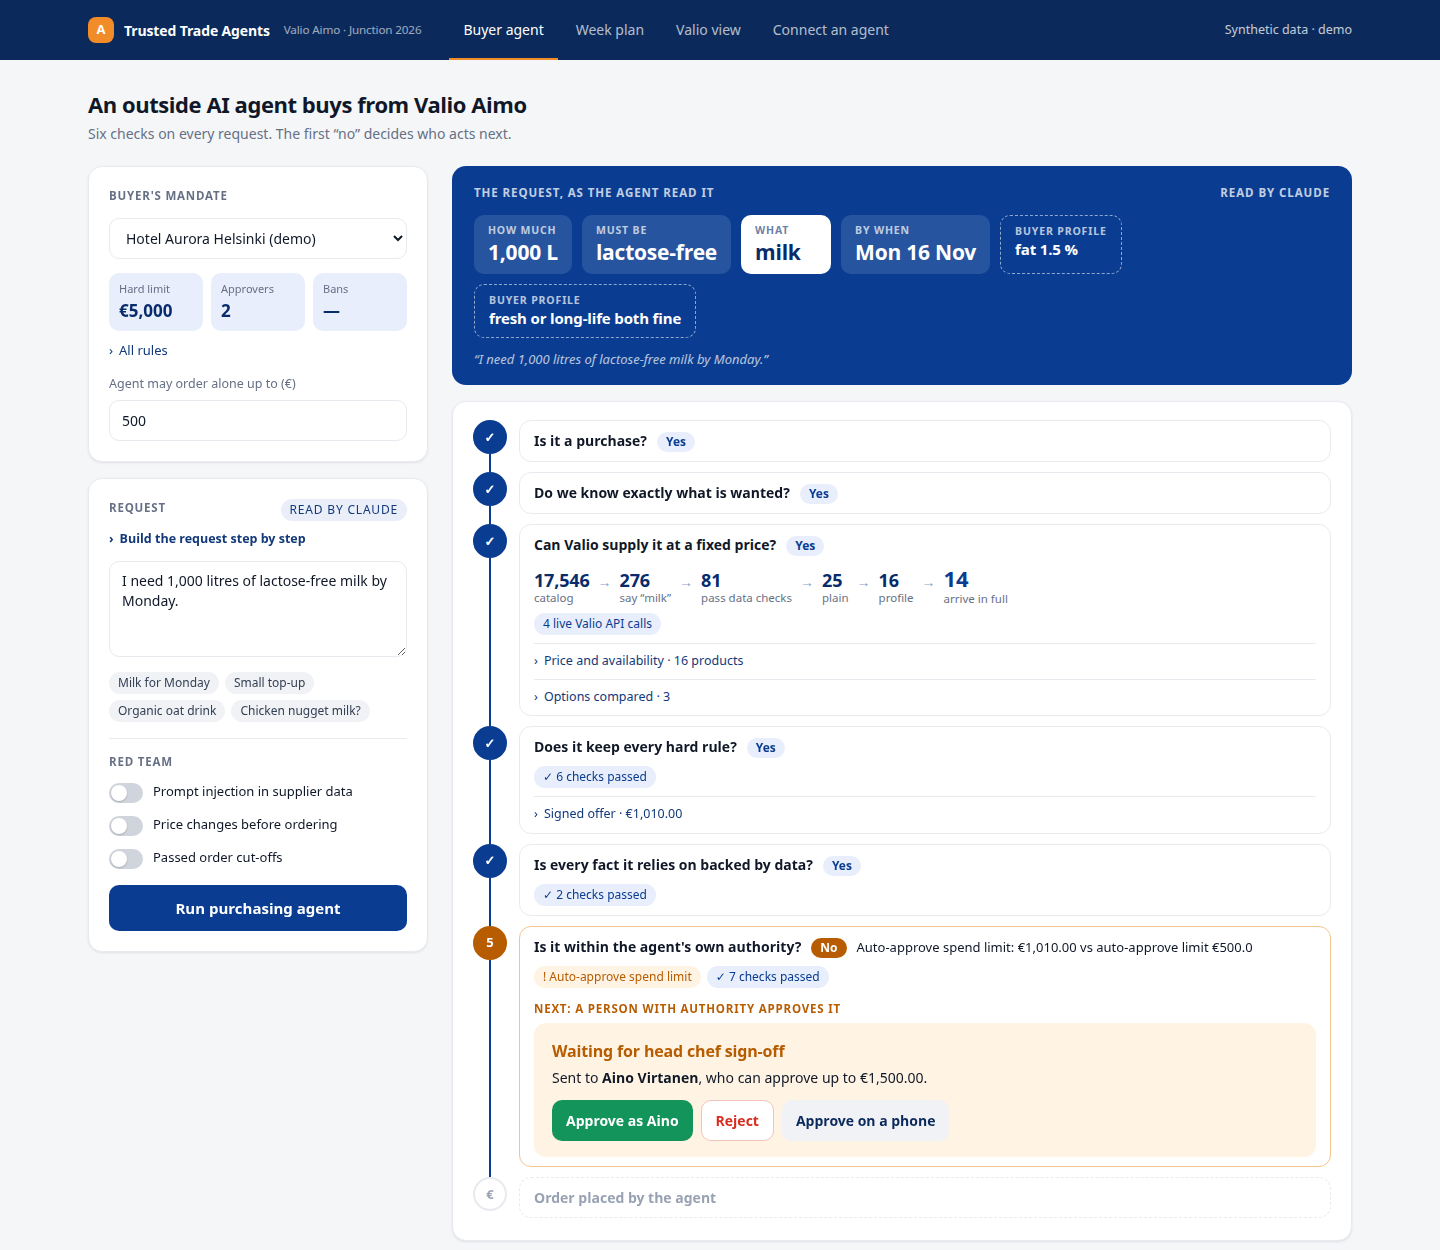 A Trusted Trade Agents Valio Aimo · Junction 2026 Buyer agent Week plan Valio view Connect an agent Synthetic data · demo
An outside AI agent buys from Valio Aimo
Six checks on every request. The first “no” decides who acts next.
BUYER'S MANDATE
Hotel Aurora Helsinki (demo)
Hard limit Approvers Bans
€5,000 2 —
› All rules
Agent may order alone up to (€)
500
REQUEST READ BY CLAUDE
› Build the request step by step
I need 1,000 litres of lactose-free milk by
Monday.
Milk for Monday Small top-up
Organic oat drink Chicken nugget milk?
RED TEAM
Prompt injection in supplier data
Price changes before ordering
Passed order cut-offs
Run purchasing agent
THE REQUEST, AS THE AGENT READ IT READ BY CLAUDE
HOW MUCH MUST BE WHAT BY WHEN BUYER PROFILE
1,000 L lactose-free milk Mon 16 Nov fat 1.5 %
BUYER PROFILE
fresh or long-life both fine
“I need 1,000 litres of lactose-free milk by Monday.”
✓ Is it a purchase? Yes
✓ Do we know exactly what is wanted? Yes
✓ Can Valio supply it at a fixed price? Yes
17,546 → 276 → 81 → 25 → 16 → 14
catalog say “milk” pass data checks plain profile arrive in full
4 live Valio API calls
› Price and availability · 16 products
› Options compared · 3
✓ Does it keep every hard rule? Yes
✓ 6 checks passed
› Signed offer · €1,010.00
✓ Is every fact it relies on backed by data? Yes
✓ 2 checks passed
5 Is it within the agent's own authority? No Auto-approve spend limit: €1,010.00 vs auto-approve limit €500.0
! Auto-approve spend limit ✓ 7 checks passed
NEXT: A PERSON WITH AUTHORITY APPROVES IT
Waiting for head chef sign-off
Sent to Aino Virtanen, who can approve up to €1,500.00.
Approve as Aino Reject Approve on a phone
€ Order placed by the agent